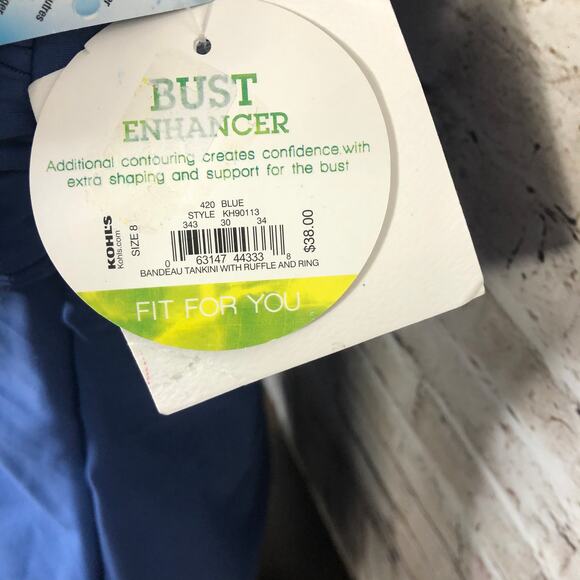 utres
BUST
ENHANCER
Additional contouring creates confidence with
extra shaping and support for the bust
420 BLUE
STYLE KH90113
343 30 34
0 63147 44333 8
BANDEAU TANKINI WITH RUFFLE AND RING
KOHL'S
Kohls.com
SIZE 8
$38.00
FIT FOR YOU